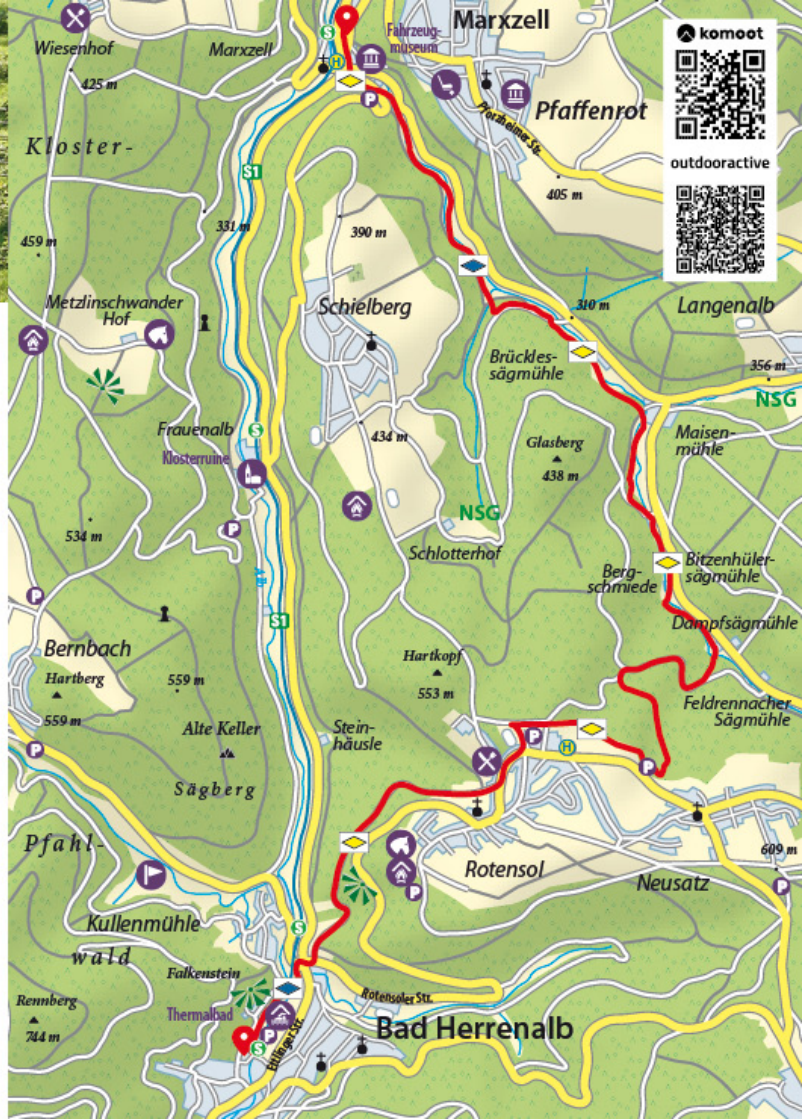 Marxzell
komoot
Fahrzeug-
museum
S
Wiesenhof
Marxzell
H
425 m
P
Pfaffenrot
Pforzheimer Str.
Kloster-
outdooractive
S1
405 m
331 m
390 m
459 m
Metzlinschwander
Hof
Schielberg
310 m
Langenalb
Brückles-
sägmühle
356 m
NSG
Frauenalb
S
434 m
Glasberg
438 m
Maisen-
mühle
Klosterruine
NSG
534 m
P
Schlotterhof
Alb
Berg-
schmiede
Bitzenhüler-
sägmühle
P
S1
Dampfsägmühle
Bernbach
Hartberg
559 m
559 m
Hartkopf
553 m
Feldrennacher
Sägmühle
Alte Keller
Stein-
häusle
P
H
P
P
Sägberg
Pfahl-
609 m
Rotensol
Neusatz
P
P
Kullenmühle
S
wald
Falkenstein
Rotensoler Str.
Rennberg
744 m
Thermalbad
P
Ettlinger Str.
Bad Herrenalb
S